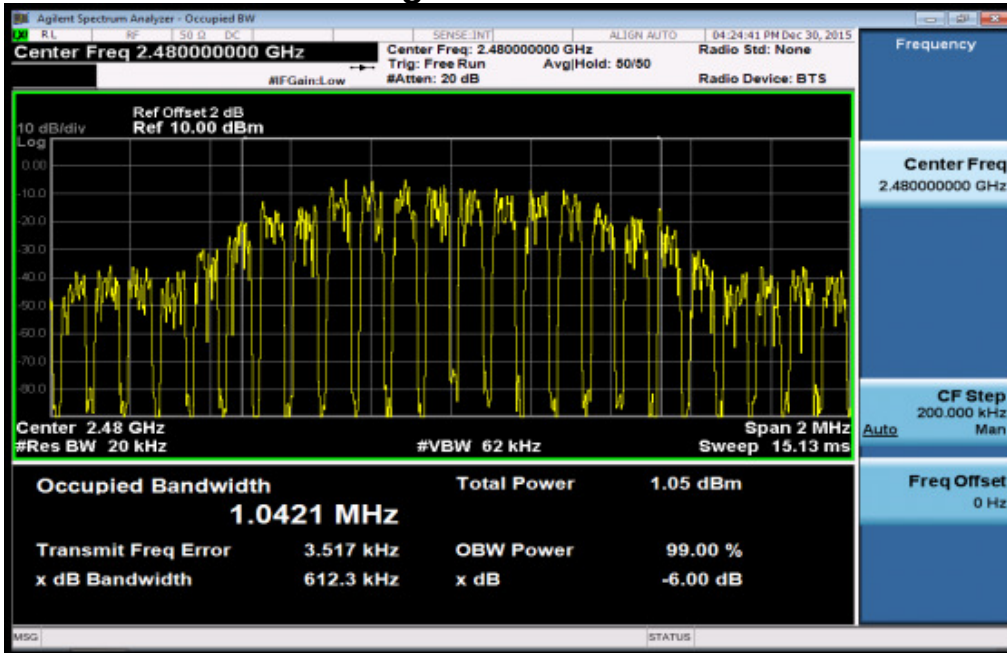 Agilent Spectrum Analyzer - Occupied BW
RL RF 50 Ω DC SENSE:INT ALIGN AUTO 04:24:41 PM Dec 30, 2015
Center Freq 2.480000000 GHz
Center Freq: 2.480000000 GHz
Radio Std: None
Trig: Free Run Avg|Hold: 50/50
#IFGain:Low
#Atten: 20 dB
Radio Device: BTS
Frequency
Ref Offset 2 dB
10 dB/div Ref 10.00 dBm
Log
0.00
-10.0
-20.0
-30.0
-40.0
-50.0
-60.0
-70.0
-80.0
Center 2.48 GHz Span 2 MHz
#Res BW 20 kHz #VBW 62 kHz Sweep 15.13 ms
Center Freq
2.480000000 GHz
CF Step
200.000 kHz
Auto Man
Freq Offset
0 Hz
Occupied Bandwidth Total Power 1.05 dBm
1.0421 MHz
Transmit Freq Error 3.517 kHz OBW Power 99.00 %
x dB Bandwidth 612.3 kHz x dB -6.00 dB
MSG STATUS